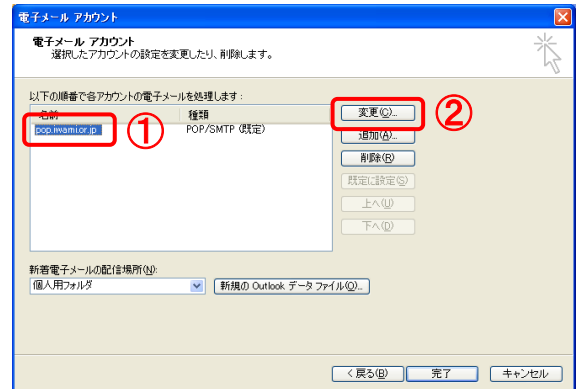 電子メール アカウント
電子メール アカウント
選択したアカウントの設定を変更したり、削除します。
以下の順番で各アカウントの電子メールを処理します:
名前 種類
pop.iwami.or.jp POP/SMTP (既定)
①
②
変更(C)...
追加(A)...
削除(R)
既定に設定(S)
上へ(U)
下へ(D)
新着電子メールの配信場所(N):
個人用フォルダ
新規の Outlook データ ファイル(O)...
< 戻る(B)
完了
キャンセル